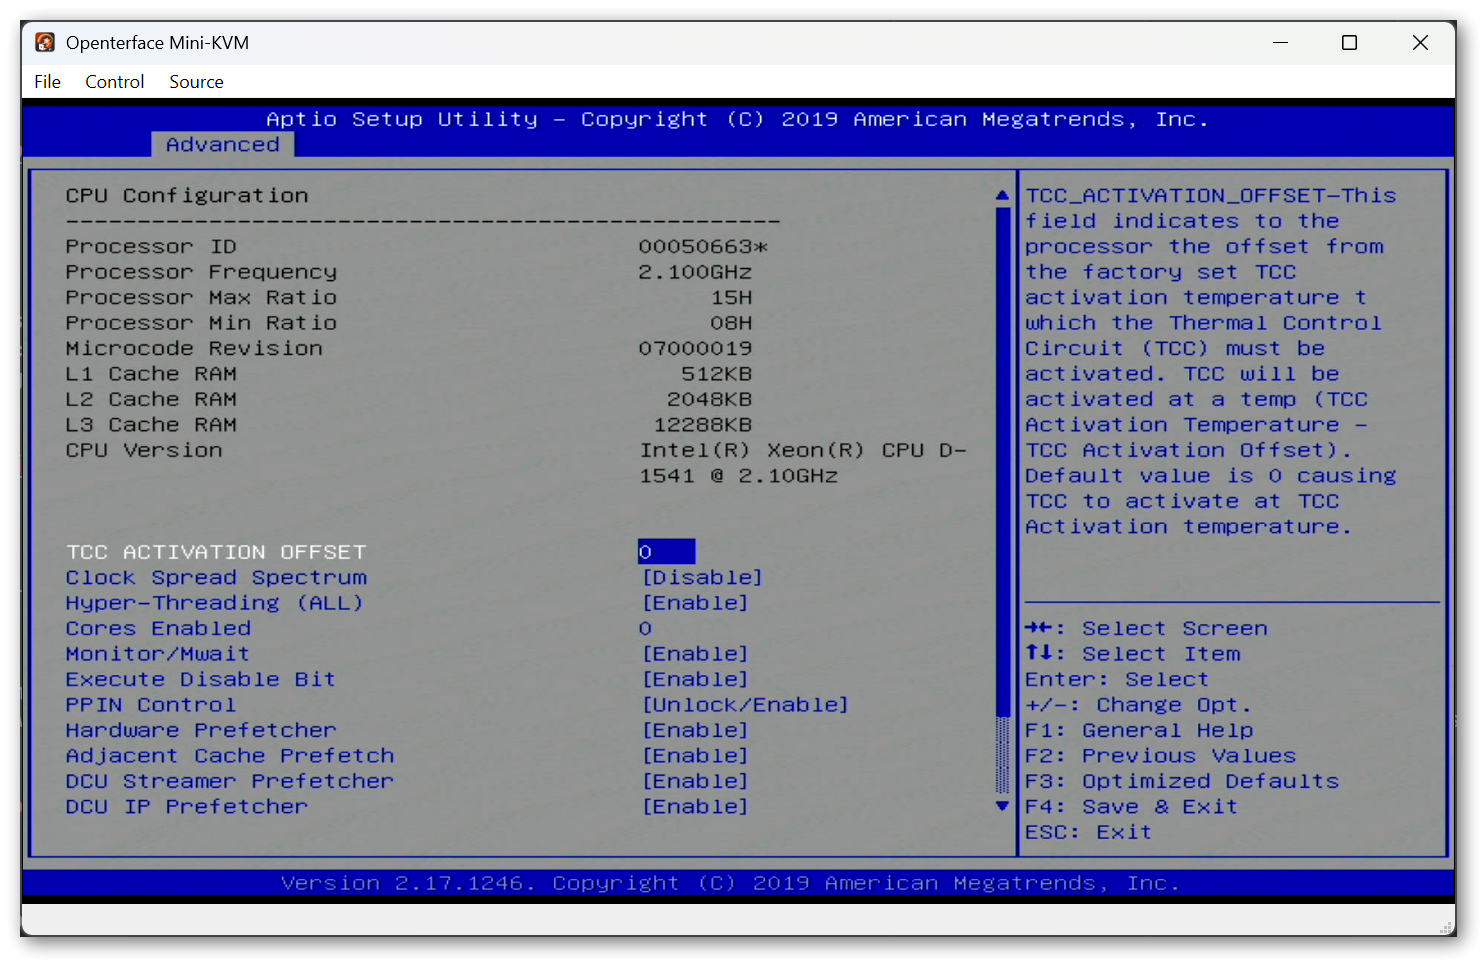 Openterface Mini-KVM
File Control Source
Aptio Setup Utility – Copyright (C) 2019 American Megatrends, Inc.
Advanced
CPU Configuration
--------------------------------------------------
Processor ID 00050663*
Processor Frequency 2.100GHz
Processor Max Ratio 15H
Processor Min Ratio 08H
Microcode Revision 07000019
L1 Cache RAM 512KB
L2 Cache RAM 2048KB
L3 Cache RAM 12288KB
CPU Version Intel(R) Xeon(R) CPU D-
1541 @ 2.10GHz
TCC ACTIVATION OFFSET 0
Clock Spread Spectrum [Disable]
Hyper-Threading (ALL) [Enable]
Cores Enabled 0
Monitor/Mwait [Enable]
Execute Disable Bit [Enable]
PPIN Control [Unlock/Enable]
Hardware Prefetcher [Enable]
Adjacent Cache Prefetch [Enable]
DCU Streamer Prefetcher [Enable]
DCU IP Prefetcher [Enable]
TCC_ACTIVATION_OFFSET-This
field indicates to the
processor the offset from
the factory set TCC
activation temperature t
which the Thermal Control
Circuit (TCC) must be
activated. TCC will be
activated at a temp (TCC
Activation Temperature -
TCC Activation Offset).
Default value is 0 causing
TCC to activate at TCC
Activation temperature.
→←: Select Screen
↑↓: Select Item
Enter: Select
+/-: Change Opt.
F1: General Help
F2: Previous Values
F3: Optimized Defaults
F4: Save & Exit
ESC: Exit
Version 2.17.1246. Copyright (C) 2019 American Megatrends, Inc.